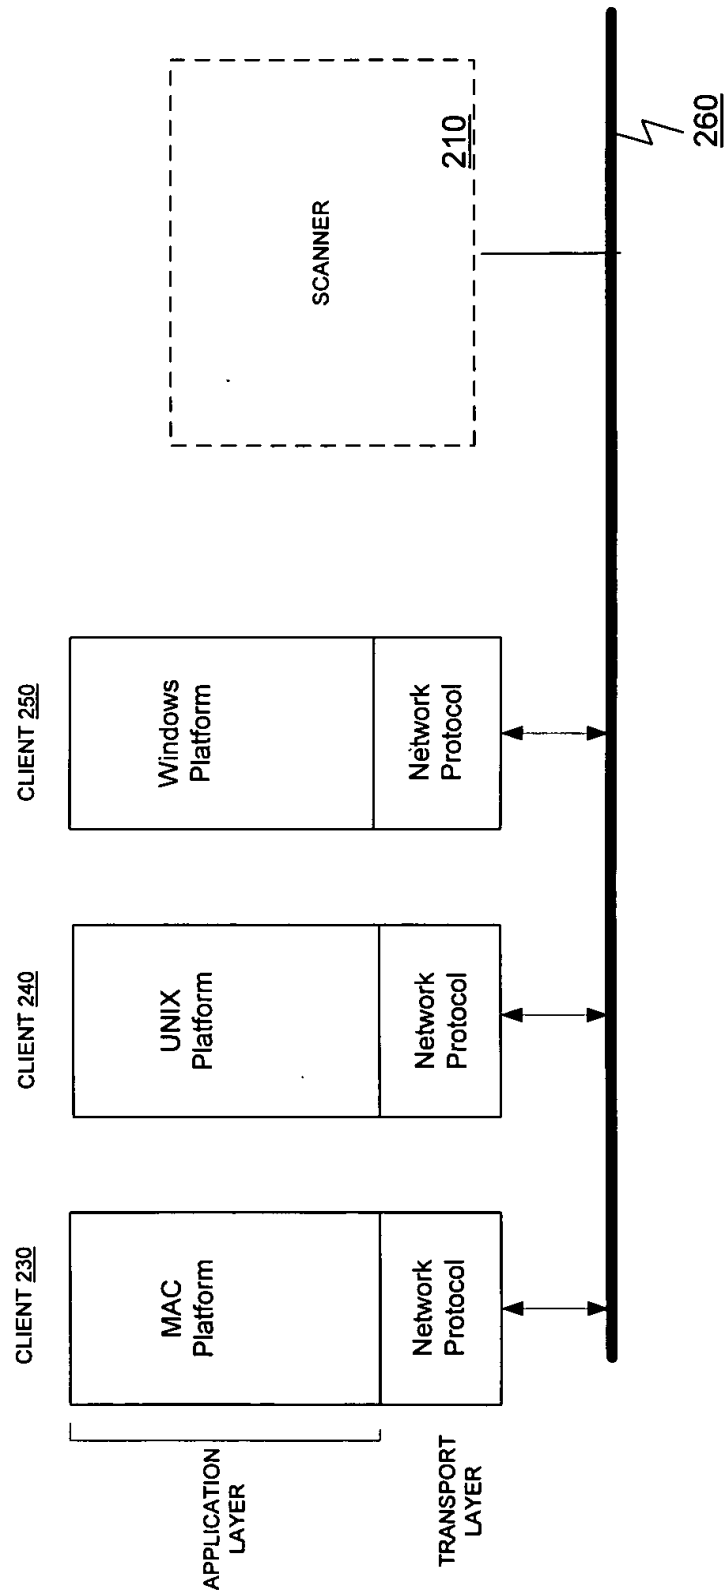 CLIENT 230
CLIENT 240
CLIENT 250
MAC
Platform
UNIX
Platform
Windows
Platform
SCANNER
210
APPLICATION
LAYER
Network
Protocol
Network
Protocol
Network
Protocol
TRANSPORT
LAYER
260